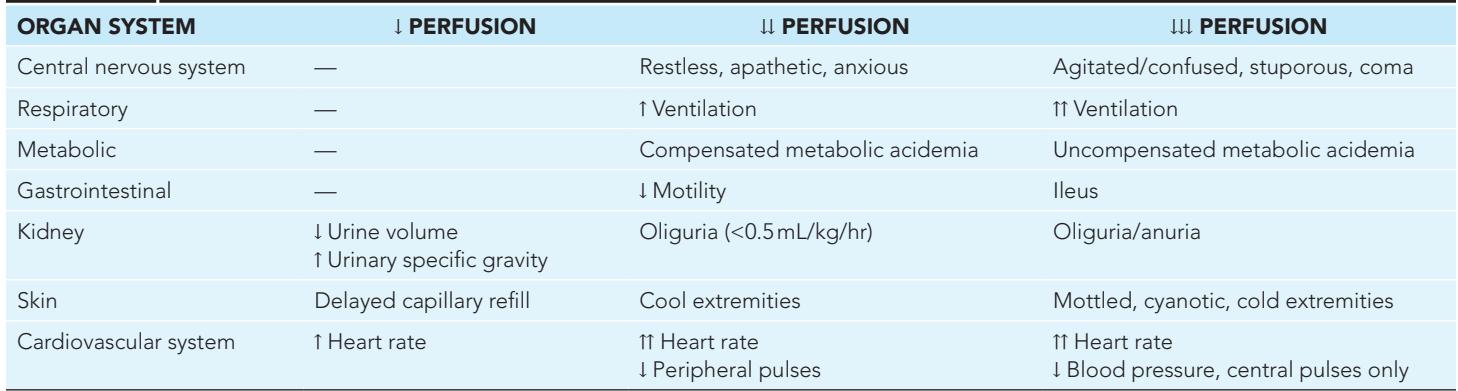 ORGAN SYSTEM ↓ PERFUSION ↓↓ PERFUSION ↓↓↓ PERFUSION
Central nervous system — Restless, apathetic, anxious Agitated/confused, stuporous, coma
Respiratory — ↑ Ventilation ↑↑ Ventilation
Metabolic — Compensated metabolic acidemia Uncompensated metabolic acidemia
Gastrointestinal — ↓ Motility Ileus
Kidney ↓ Urine volume Oliguria (<0.5 mL/kg/hr) Oliguria/anuria
↑ Urinary specific gravity
Skin Delayed capillary refill Cool extremities Mottled, cyanotic, cold extremities
Cardiovascular system ↑ Heart rate ↑↑ Heart rate ↑↑ Heart rate
↓ Peripheral pulses ↓ Blood pressure, central pulses only